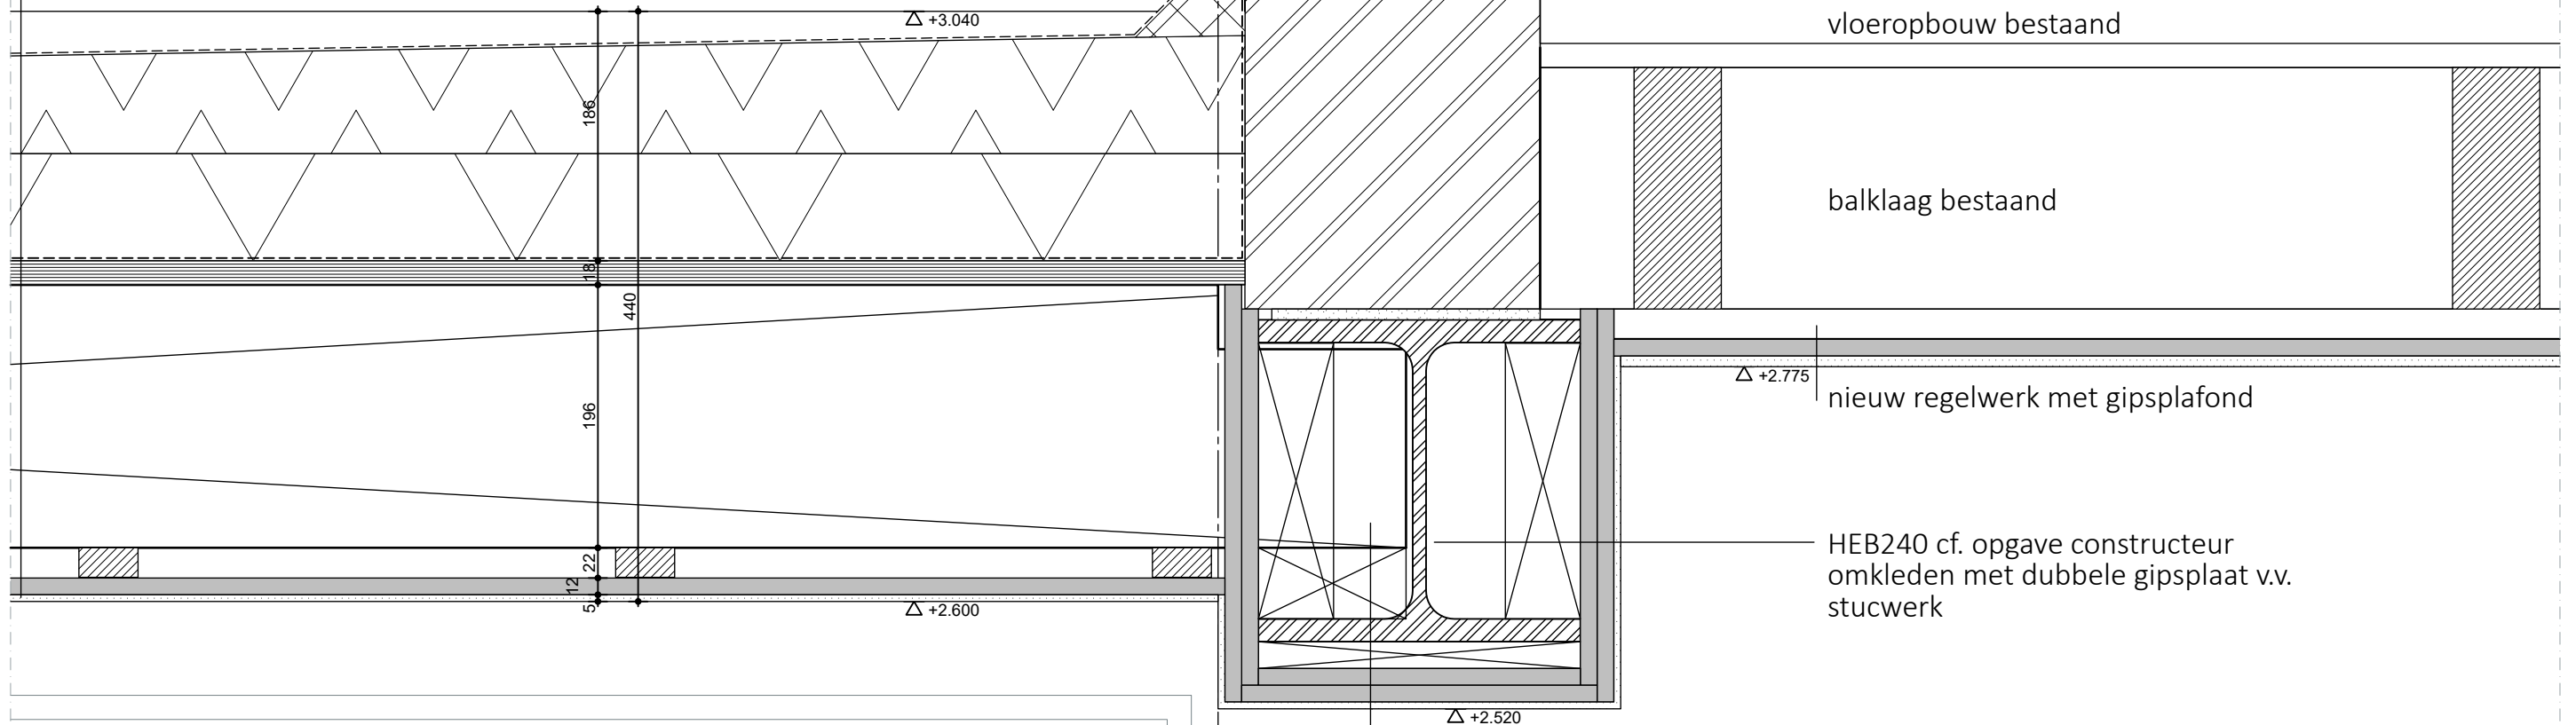 +3.040
vloeropbouw bestaand
186
balklaag bestaand
18
440
+2.775
nieuw regelwerk met gipsplafond
196
HEB240 cf. opgave constructeur
omkleden met dubbele gipsplaat v.v.
stucwerk
22
12
5
+2.600
+2.520